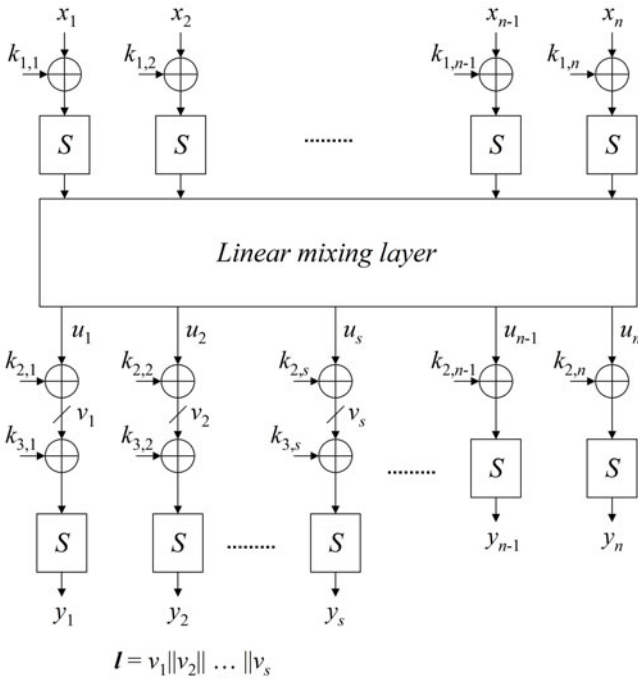 x₁ x₂ xₙ₋₁ xₙ
k₁,₁ k₁,₂ k₁,ₙ₋₁ k₁,ₙ
S S ......... S S
Linear mixing layer
u₁ u₂ uₛ uₙ₋₁ uₙ
k₂,₁ k₂,₂ k₂,ₛ k₂,ₙ₋₁ k₂,ₙ
v₁ v₂ vₛ
k₃,₁ k₃,₂ k₃,ₛ ......... S S
yₙ₋₁ yₙ
S S ......... S
y₁ y₂ yₛ
l = v₁||v₂|| … ||vₛ